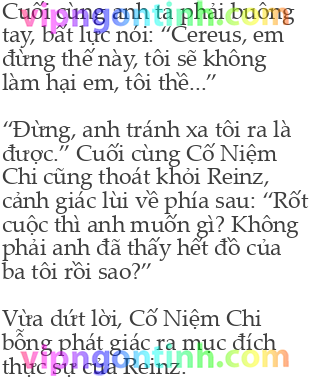 Cuối cùng anh ta phải buông
tay, bất lực nói: “Cereus, em
đừng thế này, tôi sẽ không
làm hại em, tôi thề...”
“Đừng, anh tránh xa tôi ra là
được.” Cuối cùng Cố Niệm
Chi cũng thoát khỏi Reinz,
cảnh giác lùi về phía sau: “Rốt
cuộc thì anh muốn gì? Không
phải anh đã thấy hết đồ của
ba tôi rồi sao?”
Vừa dứt lời, Cố Niệm Chi
bỗng phát giác ra mục đích
thực sự của Reinz.
vipngontinh.com
vipngontinh.com